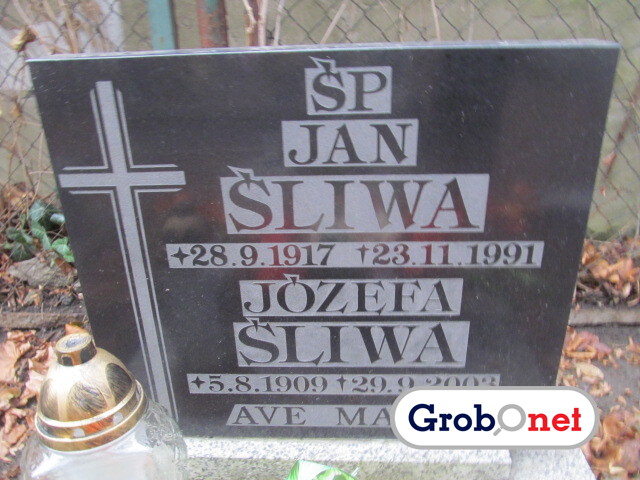 ŚP
JAN
ŚLIWA
28.9.1917 †23.11.1991
JÓZEFA
ŚLIWA
5.8.1909 †29.9.2003
AVE
Grobonet